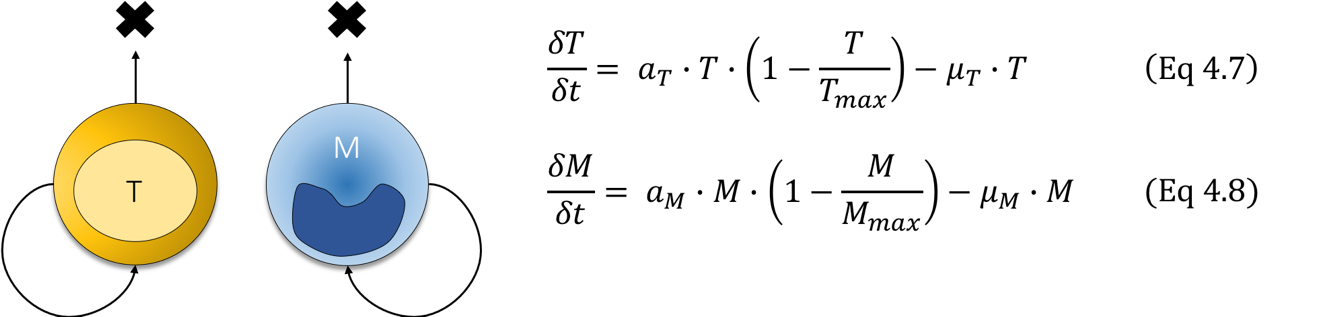 T
M
δT/δt = a_T · T · (1 − T/T_max) − μ_T · T (Eq 4.7)
δM/δt = a_M · M · (1 − M/M_max) − μ_M · M (Eq 4.8)